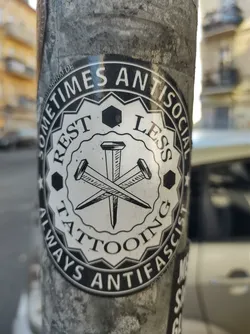 SOMETIMES ANTISOCIAL
REST LESS
TATTOOING
ALWAYS ANTIFASCIST